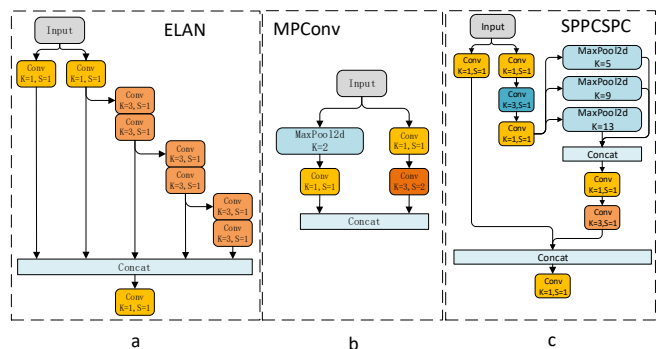 ELAN
Input
Conv
K=1,S=1
Conv
K=1,S=1
Conv
K=3,S=1
Conv
K=3,S=1
Conv
K=3,S=1
Conv
K=3,S=1
Conv
K=3,S=1
Conv
K=3,S=1
Concat
Conv
K=1,S=1
a
MPConv
Input
MaxPool2d
K=2
Conv
K=1,S=1
Conv
K=1,S=1
Conv
K=3,S=2
Concat
b
SPPCSPC
Input
Conv
K=1,S=1
Conv
K=1,S=1
Conv
K=3,S=1
Conv
K=1,S=1
MaxPool2d
K=5
MaxPool2d
K=9
MaxPool2d
K=13
Concat
Conv
K=1,S=1
Conv
K=3,S=1
Concat
Conv
K=1,S=1
c